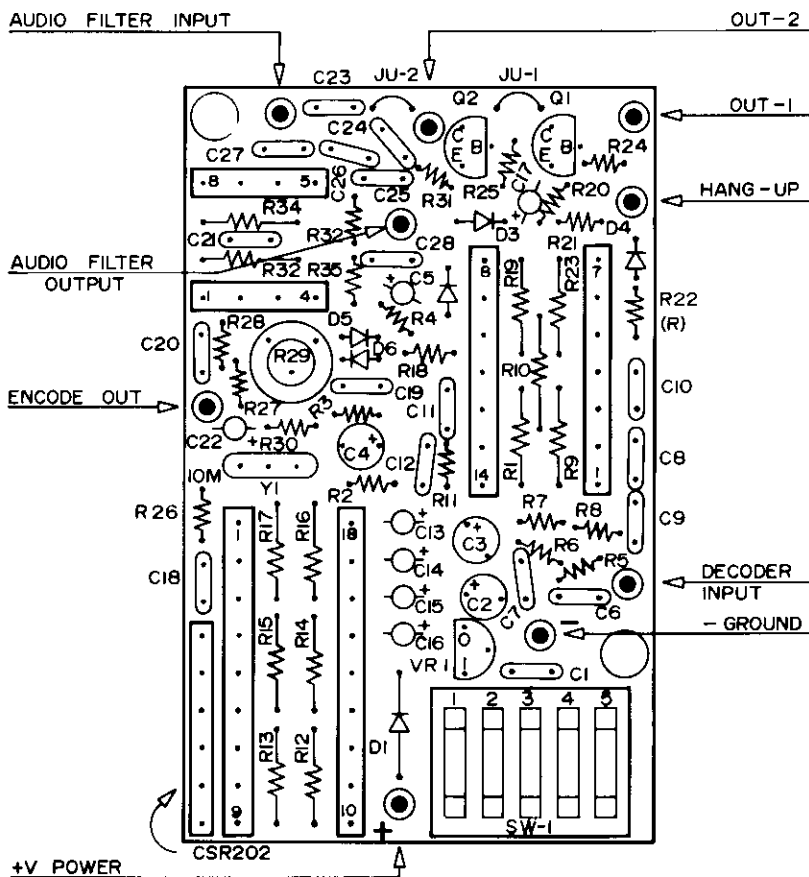 AUDIO FILTER INPUT
OUT-2
C23
JU-2
JU-1
Q2
Q1
OUT-1
C24
C
E
B
C
E
B
R24
C27
C26
C25
R31
R25
C17
+
R20
8
5
HANG-UP
R34
R32
D3
R21
D4
C21
C28
R32
R35
C5
+
8
R19
R23
7
AUDIO FILTER
OUTPUT
1
4
R4
R22
(R)
D5
D6
R28
C20
R29
R18
R10
C19
C11
C10
ENCODE OUT
R27
R3
C22
+
R30
C4
+
C12
R1
R9
C8
10M
Y1
R2
R11
14
1
R26
R17
R16
18
C13
+
R7
R8
C9
1
C3
+
R6
R5
C14
+
C18
C15
+
C2
+
C7
C6
DECODER
INPUT
R15
R14
C16
+
O
I
-
- GROUND
VR1
C1
1
2
3
4
5
R13
R12
D1
9
10
+
SW-1
CSR202
+V POWER